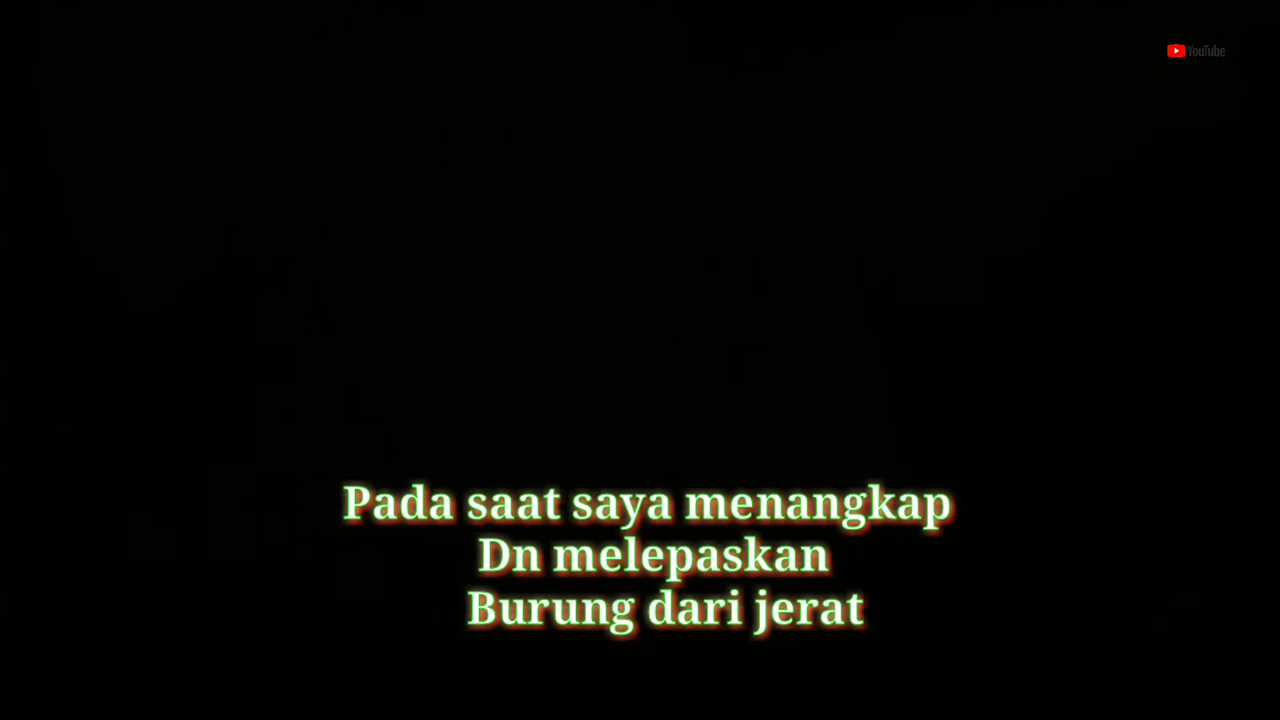 YouTube
Pada saat saya menangkap
Dn melepaskan
Burung dari jerat